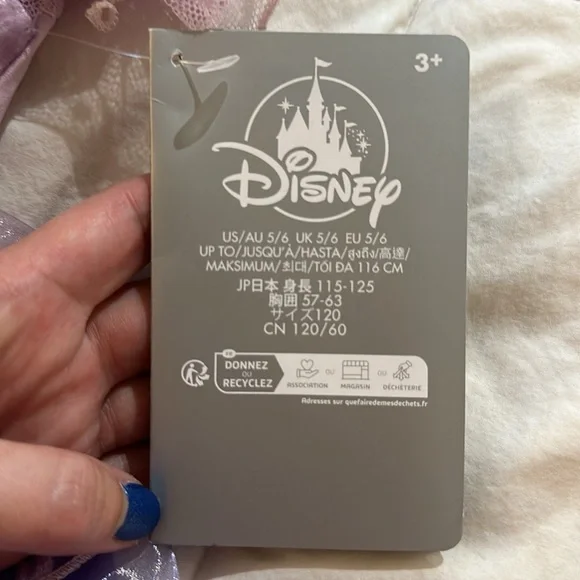 3+
Disney
US/AU 5/6 UK 5/6 EU 5/6
UP TO/JUSQU'À/HASTA/สูงถึง/高達/
MAKSIMUM/최대/TỐI ĐA 116 CM
JP日本 身長 115-125
胸囲 57-63
サイズ120
CN 120/60
FR
DONNEZ
OU
RECYCLEZ
ASSOCIATION
OU
MAGASIN
OU
DÉCHÈTERIE
Adresses sur quefairedemesdechets.fr